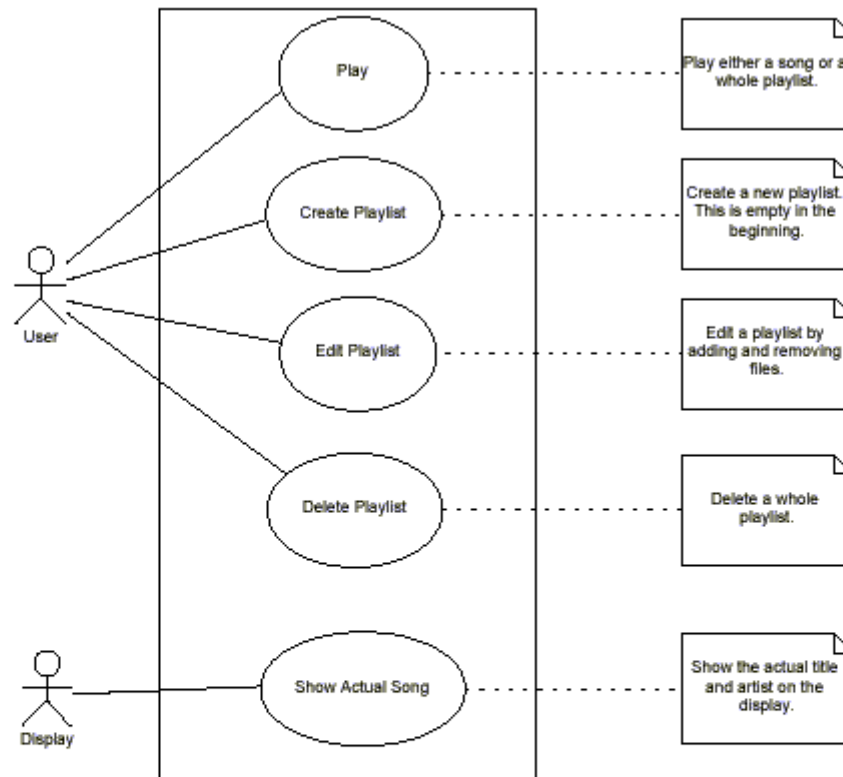 Play
Play either a song or a
whole playlist.
Create Playlist
Create a new playlist.
This is empty in the
beginning.
User
Edit Playlist
Edit a playlist by
adding and removing
files.
Delete Playlist
Delete a whole
playlist.
Show Actual Song
Show the actual title
and artist on the
display.
Display